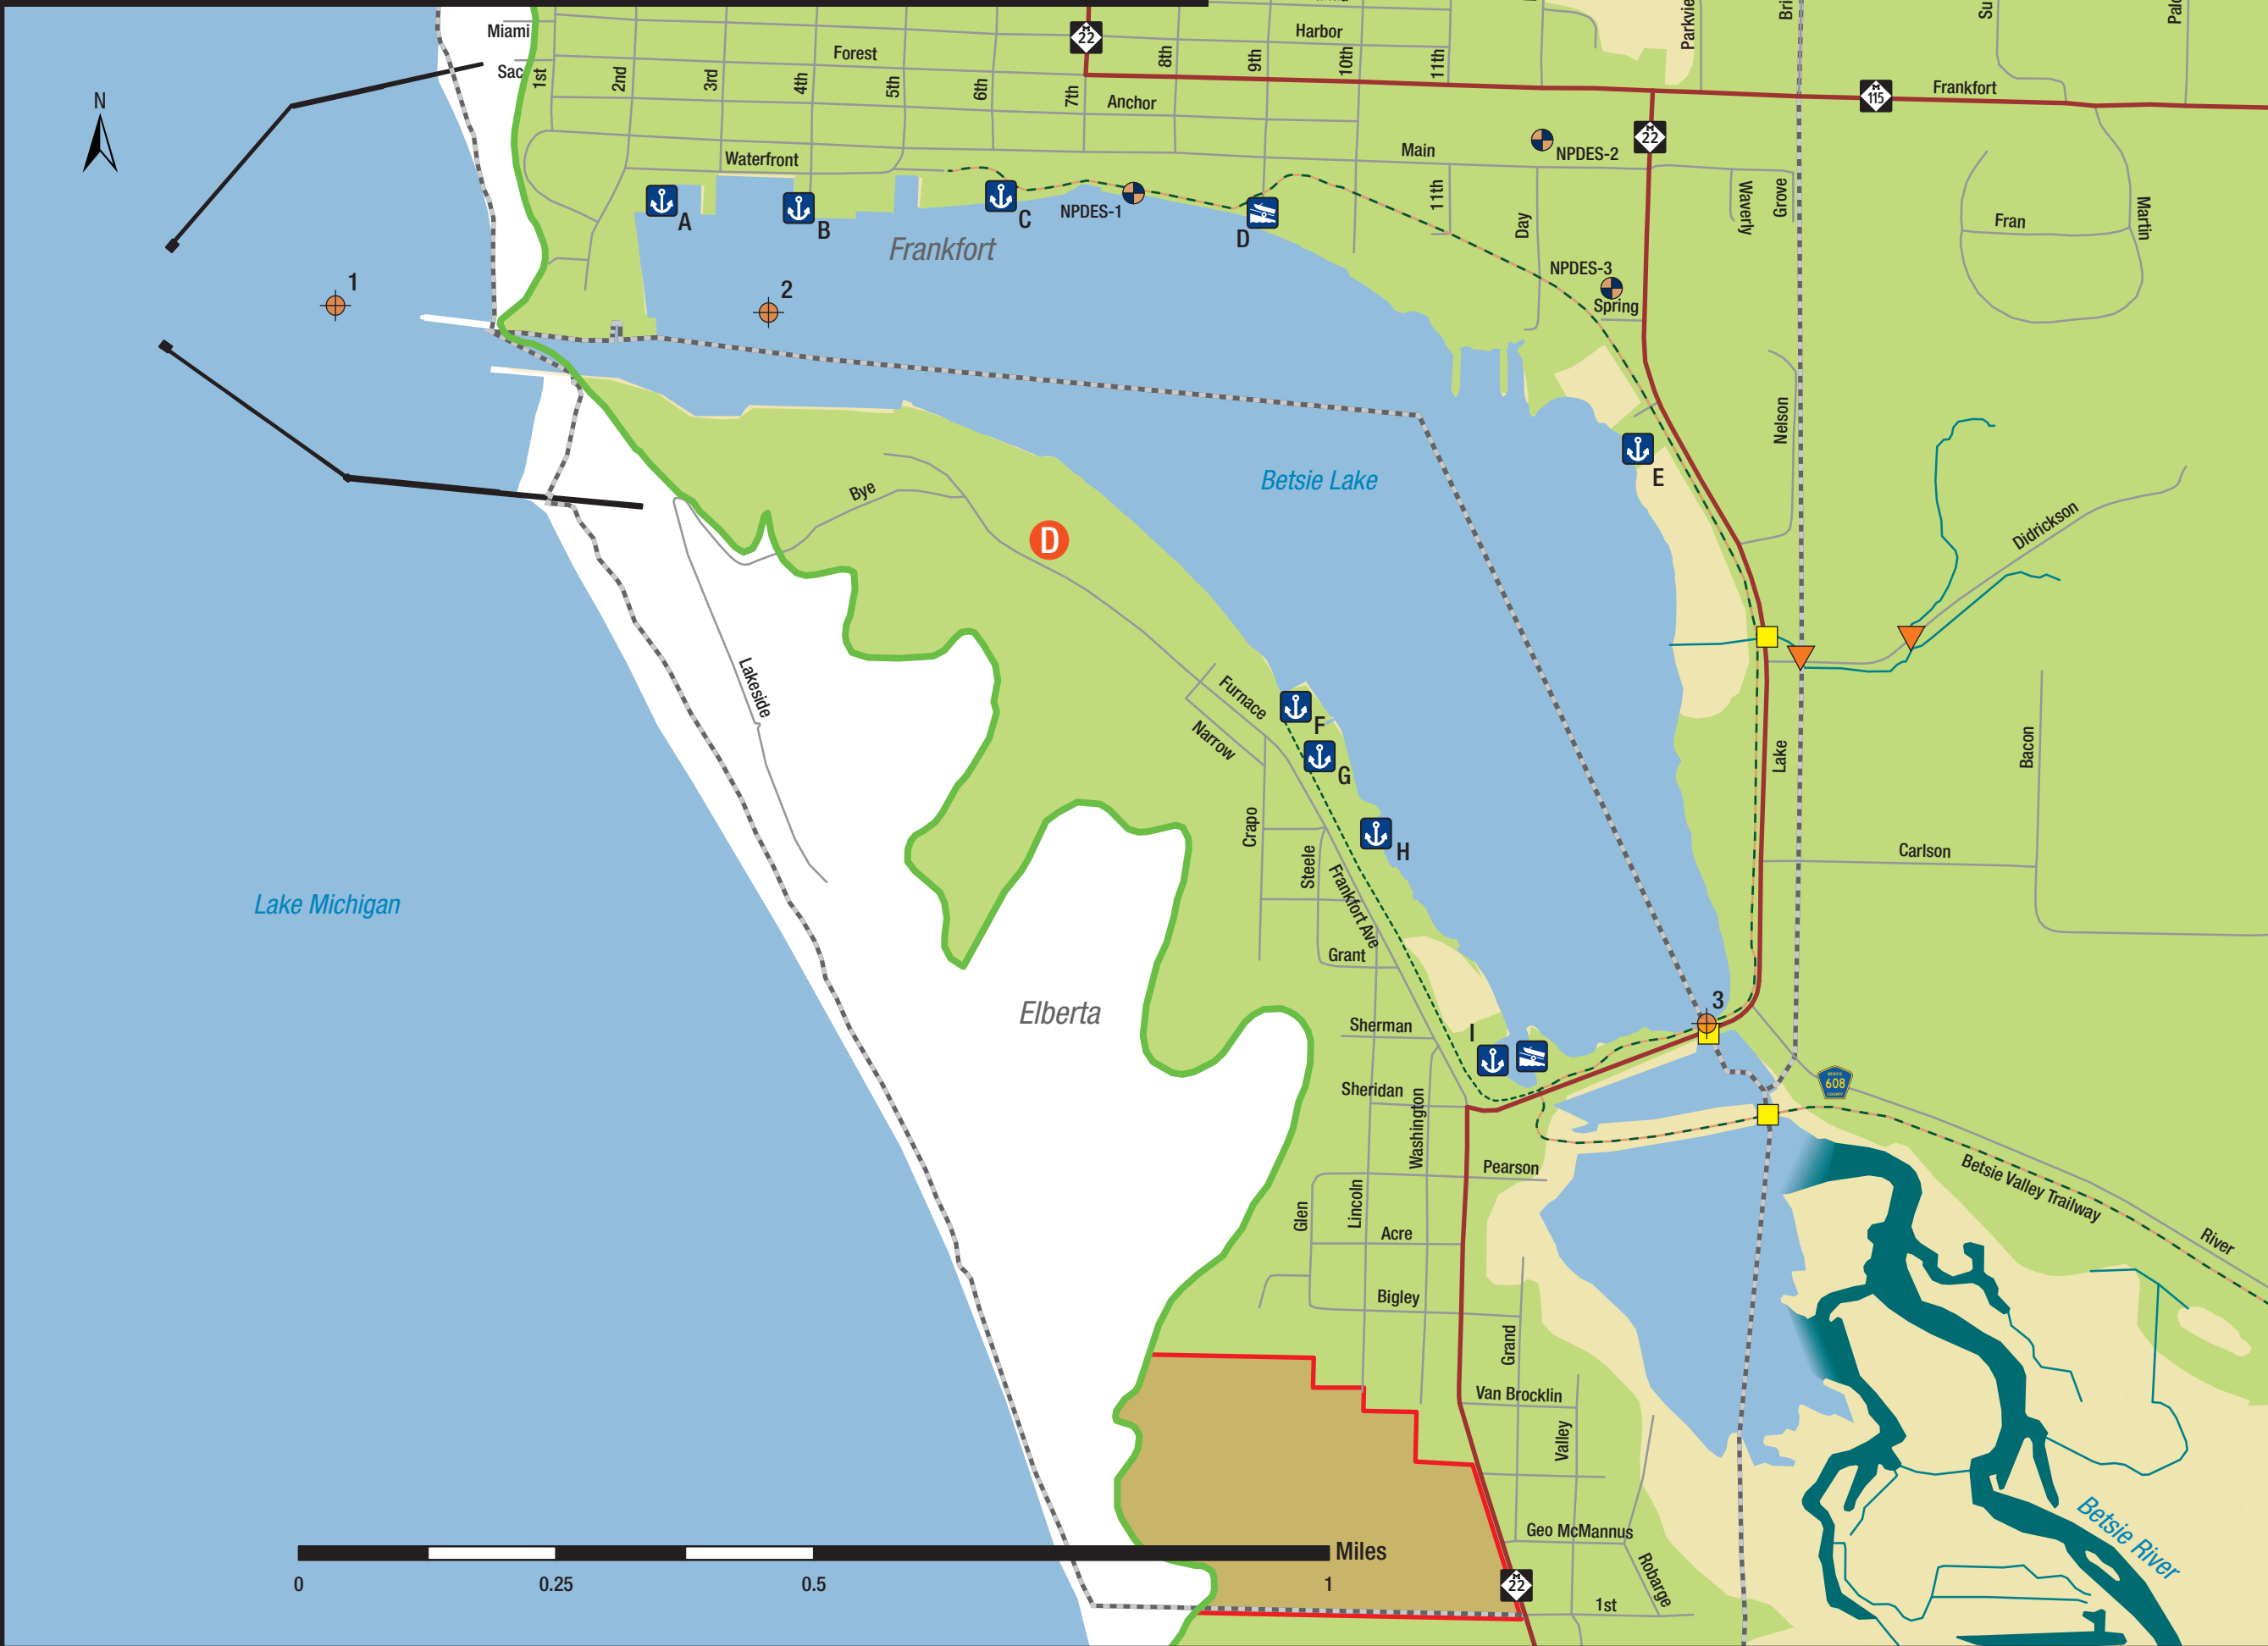 Miami
Forest
M
22
8th
9th
Harbor
10th
11th
Parkvie
Bri
Su
Palo
Sac
1st
2nd
3rd
4th
5th
6th
7th
Anchor
M
115
Frankfort
N
Waterfront
Main
NPDES-2
M
22
A
B
C
NPDES-1
D
11th
Day
Waverly
Grove
Fran
Martin
Frankfort
1
2
NPDES-3
Spring
Betsie Lake
E
Nelson
Bye
D
Didrickson
Lakeside
Furnace
Narrow
F
G
Lake
Bacon
Crapo
Steele
H
Carlson
Lake Michigan
Frankfort Ave
Grant
Elberta
3
Sherman
I
Sheridan
Washington
BENZIE
608
COUNTY
Pearson
Betsie Valley Trailway
River
Glen
Lincoln
Acre
Bigley
Grand
Van Brocklin
Valley
Geo McMannus
Robarge
Betsie River
Miles
0
0.25
0.5
1
M
22
1st